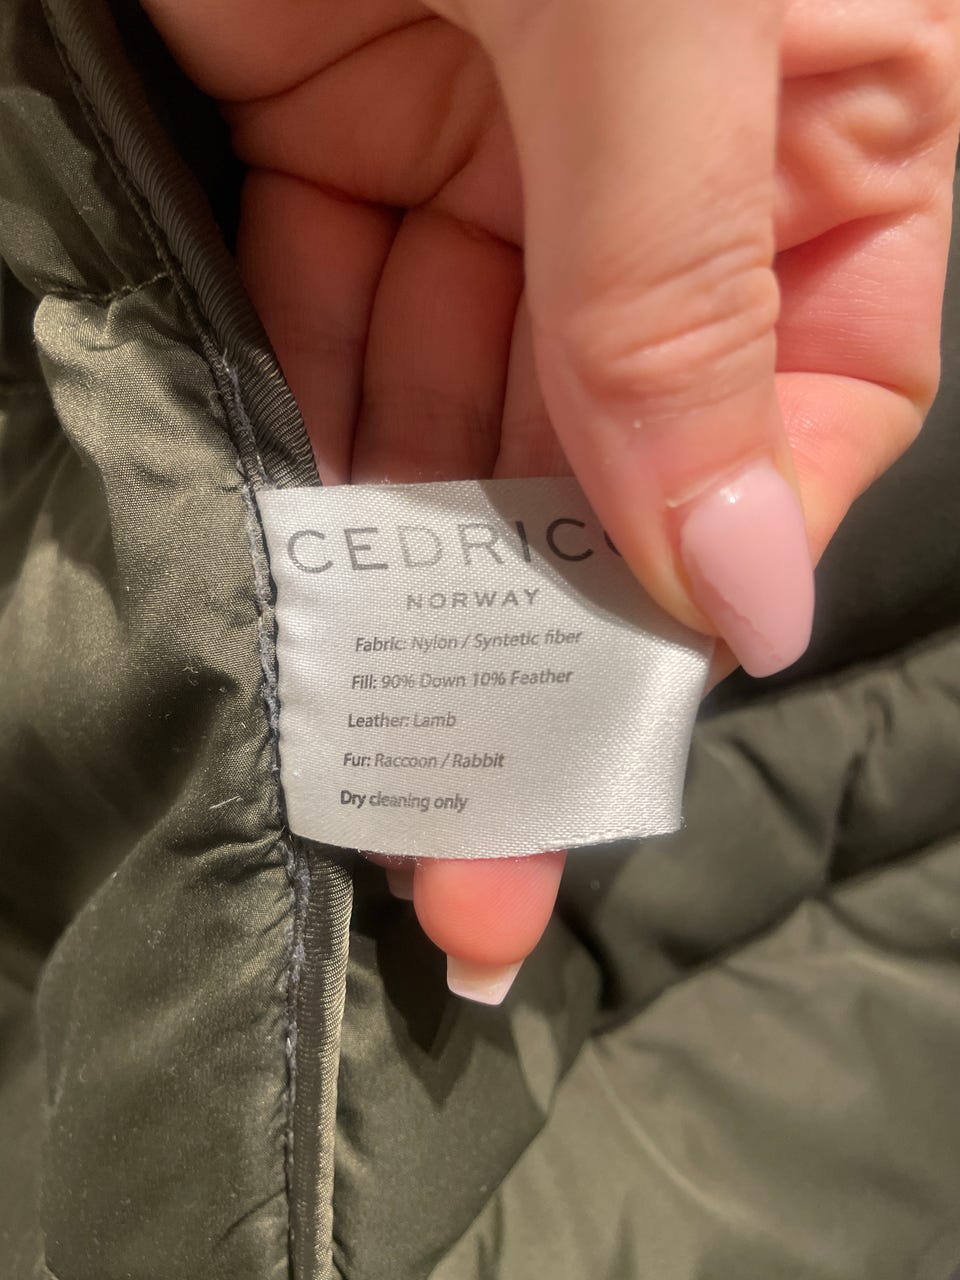 CEDRIC
NORWAY
Fabric: Nylon / Syntetic fiber
Fill: 90% Down 10% Feather
Leather: Lamb
Fur: Raccoon / Rabbit
Dry cleaning only